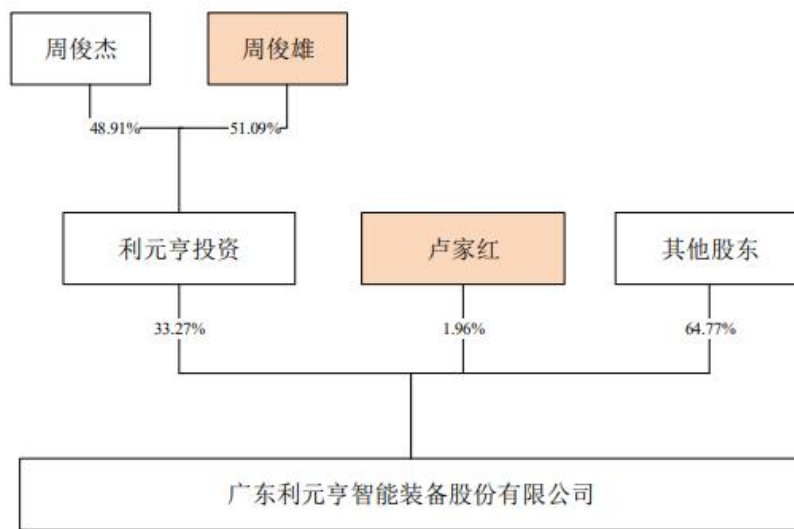 周俊杰
周俊雄
48.91%
51.09%
利元亨投资
卢家红
其他股东
33.27%
1.96%
64.77%
广东利元亨智能装备股份有限公司